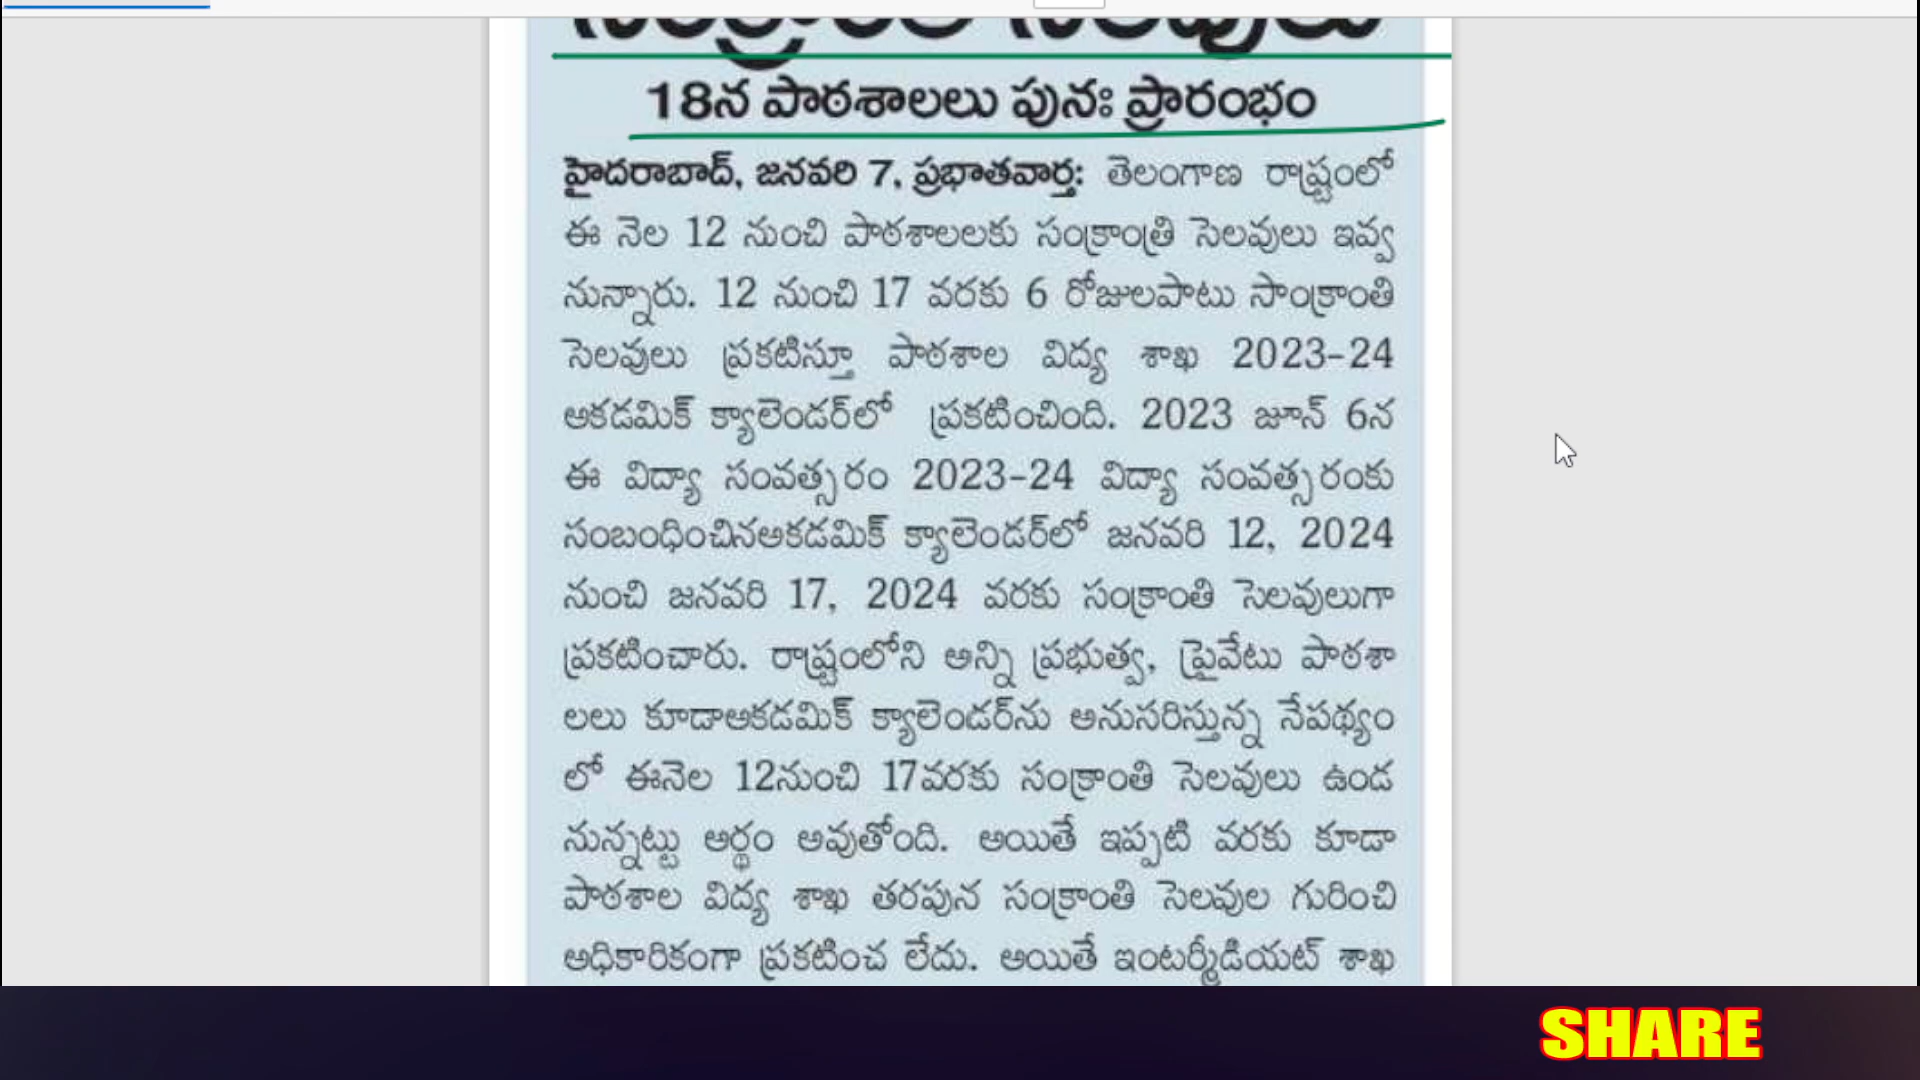 సంక్రాంతి సెలవులు
18న పాఠశాలలు పునః ప్రారంభం
హైదరాబాద్, జనవరి 7, ప్రభాతవార్త: తెలంగాణ రాష్ట్రంలో
ఈ నెల 12 నుంచి పాఠశాలలకు సంక్రాంత్రి సెలవులు ఇవ్వ
నున్నారు. 12 నుంచి 17 వరకు 6 రోజులపాటు సాంక్రాంతి
సెలవులు ప్రకటిస్తూ పాఠశాల విద్య శాఖ 2023-24
అకడమిక్ క్యాలెండర్‌లో ప్రకటించింది. 2023 జూన్ 6న
ఈ విద్యా సంవత్సరం 2023-24 విద్యా సంవత్సరంకు
సంబంధించినఅకడమిక్ క్యాలెండర్‌లో జనవరి 12, 2024
నుంచి జనవరి 17, 2024 వరకు సంక్రాంతి సెలవులుగా
ప్రకటించారు. రాష్ట్రంలోని అన్ని ప్రభుత్వ, ప్రైవేటు పాఠశా
లలు కూడాఅకడమిక్ క్యాలెండర్‌ను అనుసరిస్తున్న నేపథ్యం
లో ఈనెల 12నుంచి 17వరకు సంక్రాంతి సెలవులు ఉండ
నున్నట్టు అర్థం అవుతోంది. అయితే ఇప్పటి వరకు కూడా
పాఠశాల విద్య శాఖ తరపున సంక్రాంతి సెలవుల గురించి
అధికారికంగా ప్రకటించ లేదు. అయితే ఇంటర్మీడియట్ శాఖ
SHARE